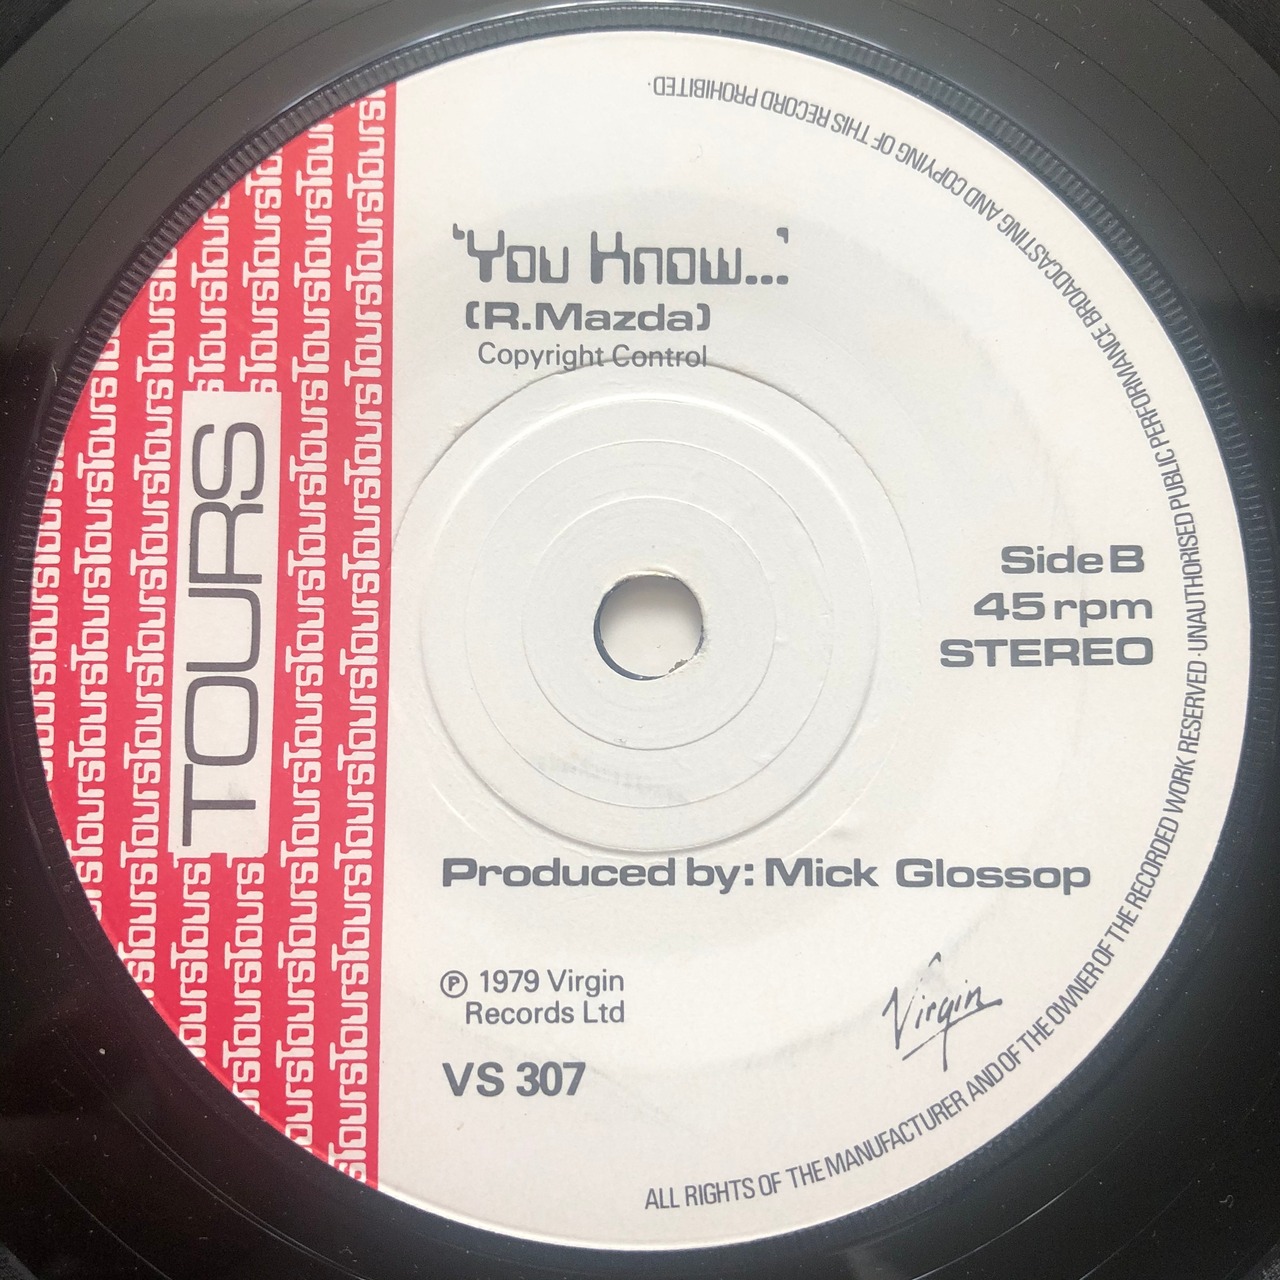 TOURS
'You Know...'
(R.Mazda)
Copyright Control
Side B
45 rpm
STEREO
Produced by: Mick Glossop
℗ 1979 Virgin
Records Ltd
VS 307
Virgin
ALL RIGHTS OF THE MANUFACTURER AND OF THE OWNER OF THE RECORDED WORK RESERVED · UNAUTHORISED PUBLIC PERFORMANCE BROADCASTING AND COPYING OF THIS RECORD PROHIBITED ·